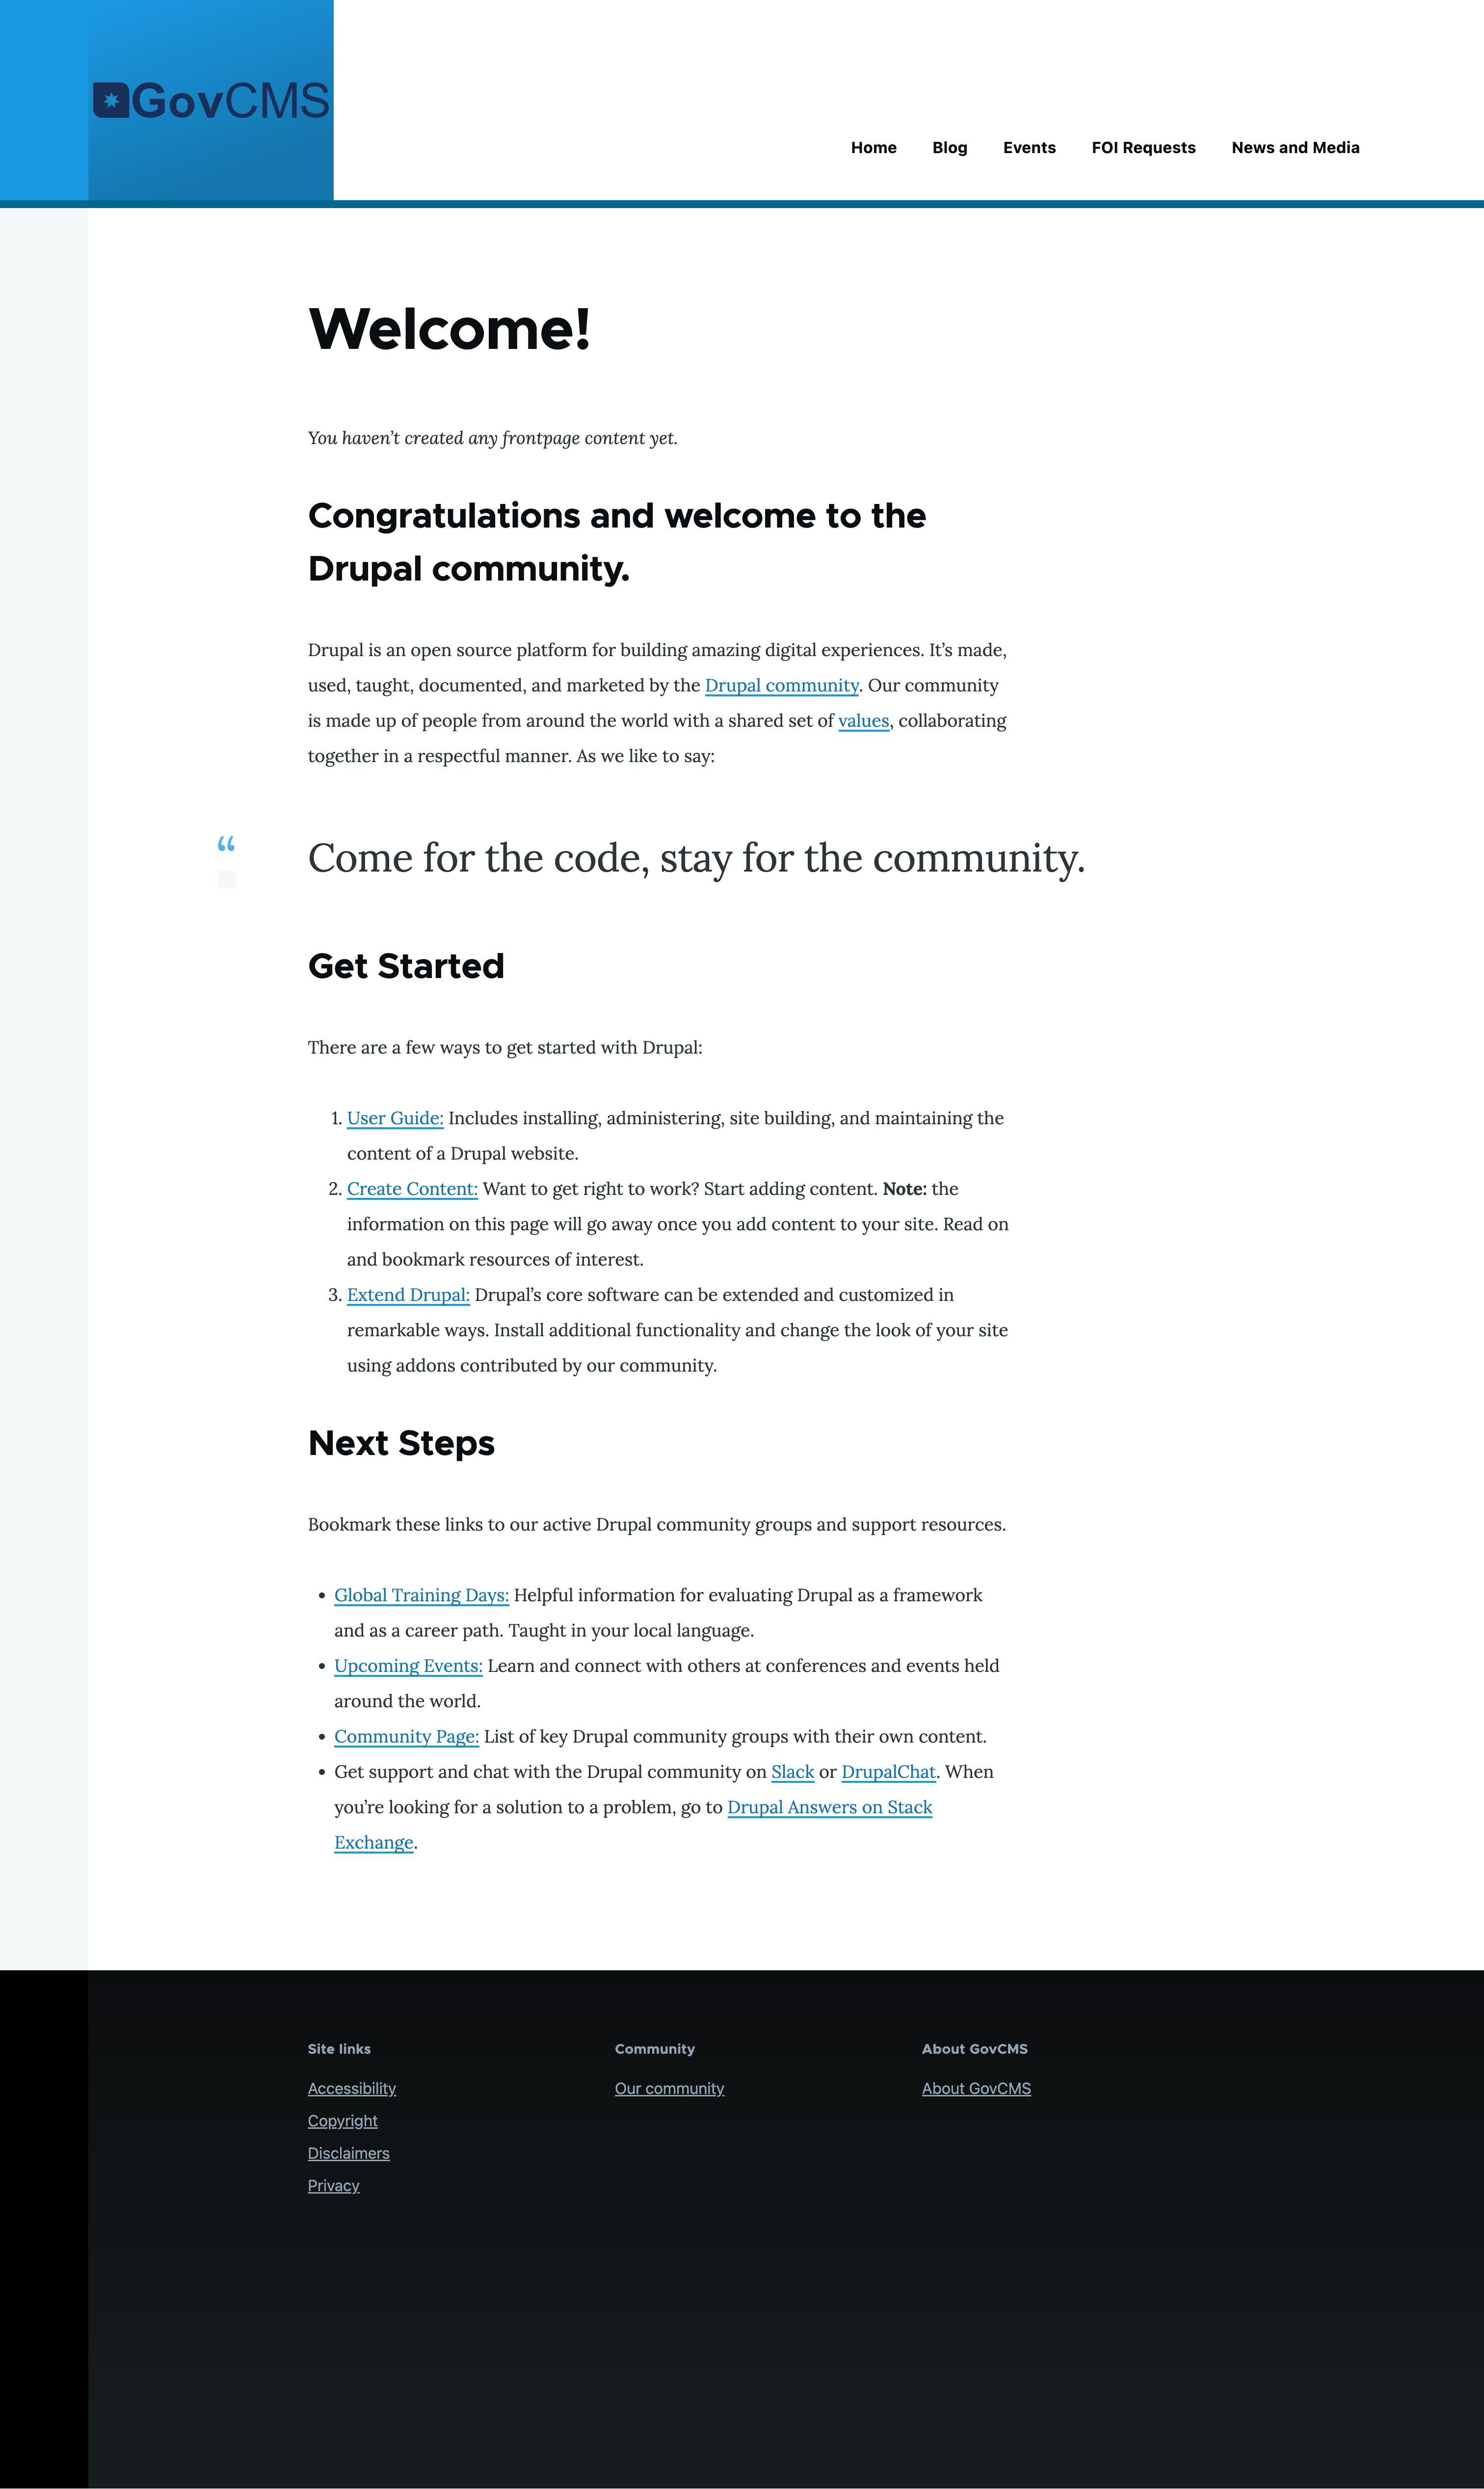 GovCMS
Home Blog Events FOI Requests News and Media
Welcome!
You haven’t created any frontpage content yet.
Congratulations and welcome to the
Drupal community.
Drupal is an open source platform for building amazing digital experiences. It’s made,
used, taught, documented, and marketed by the Drupal community. Our community
is made up of people from around the world with a shared set of values, collaborating
together in a respectful manner. As we like to say:
“
Come for the code, stay for the community.
Get Started
There are a few ways to get started with Drupal:
1. User Guide: Includes installing, administering, site building, and maintaining the
content of a Drupal website.
2. Create Content: Want to get right to work? Start adding content. Note: the
information on this page will go away once you add content to your site. Read on
and bookmark resources of interest.
3. Extend Drupal: Drupal’s core software can be extended and customized in
remarkable ways. Install additional functionality and change the look of your site
using addons contributed by our community.
Next Steps
Bookmark these links to our active Drupal community groups and support resources.
• Global Training Days: Helpful information for evaluating Drupal as a framework
and as a career path. Taught in your local language.
• Upcoming Events: Learn and connect with others at conferences and events held
around the world.
• Community Page: List of key Drupal community groups with their own content.
• Get support and chat with the Drupal community on Slack or DrupalChat. When
you’re looking for a solution to a problem, go to Drupal Answers on Stack
Exchange.
Site links
Accessibility
Copyright
Disclaimers
Privacy
Community
Our community
About GovCMS
About GovCMS